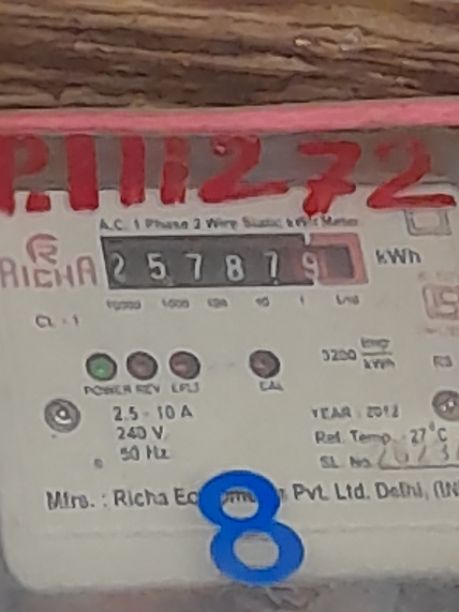 P.111272
A.C. 1 Phase 2 Wire Static kWh Meter
RICHA
257879
kWh
10000 1000 100 10 1 1/10
CL - 1
3200 imp/kWh
POWER REV EFL1 CAL
2.5 - 10 A
240 V
50 Hz
YEAR : 2012
Ref. Temp. - 27°C
SL No.
Mfrs. : Richa Pvt. Ltd. Delhi, (IN
8